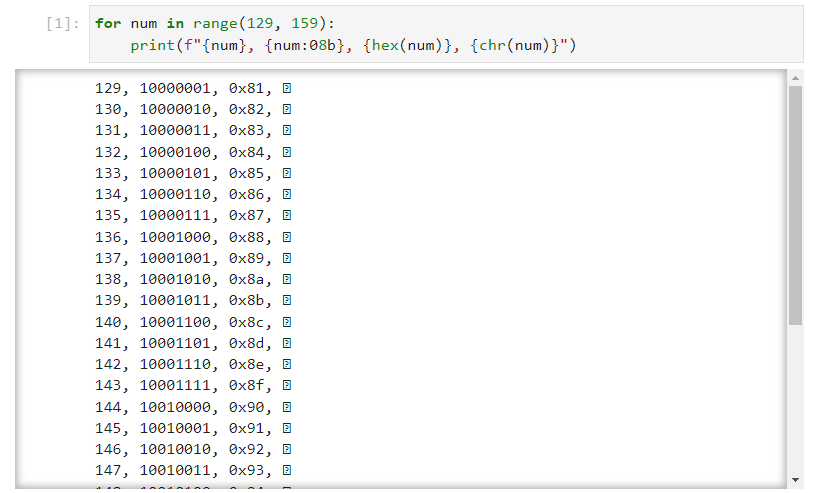 [1]: for num in range(129, 159):
print(f"{num}, {num:08b}, {hex(num)}, {chr(num)}")
129, 10000001, 0x81, 
130, 10000010, 0x82, 
131, 10000011, 0x83, 
132, 10000100, 0x84, 
133, 10000101, 0x85, 
134, 10000110, 0x86, 
135, 10000111, 0x87, 
136, 10001000, 0x88, 
137, 10001001, 0x89, 
138, 10001010, 0x8a, 
139, 10001011, 0x8b, 
140, 10001100, 0x8c, 
141, 10001101, 0x8d, 
142, 10001110, 0x8e, 
143, 10001111, 0x8f, 
144, 10010000, 0x90, 
145, 10010001, 0x91, 
146, 10010010, 0x92, 
147, 10010011, 0x93,